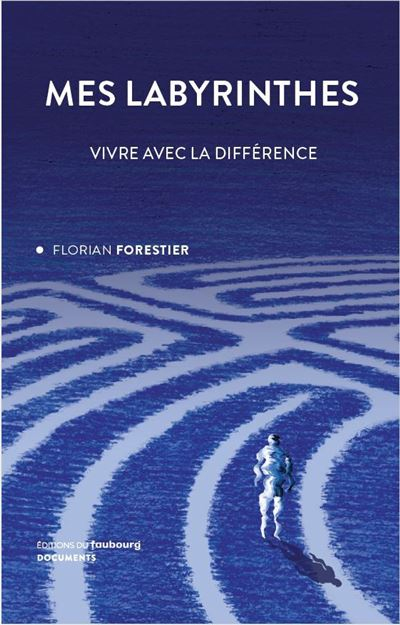 MES LABYRINTHES
VIVRE AVEC LA DIFFÉRENCE
FLORIAN FORESTIER
ÉDITIONS DU faubourg
DOCUMENTS